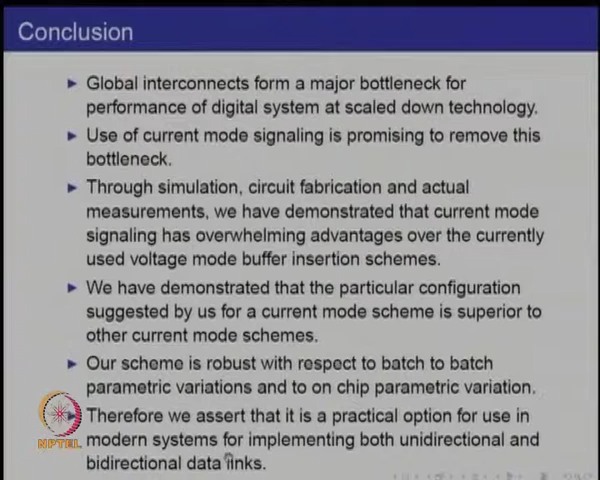 Conclusion
Global interconnects form a major bottleneck for
performance of digital system at scaled down technology.
Use of current mode signaling is promising to remove this
bottleneck.
Through simulation, circuit fabrication and actual
measurements, we have demonstrated that current mode
signaling has overwhelming advantages over the currently
used voltage mode buffer insertion schemes.
We have demonstrated that the particular configuration
suggested by us for a current mode scheme is superior to
other current mode schemes.
Our scheme is robust with respect to batch to batch
parametric variations and to on chip parametric variation.
Therefore we assert that it is a practical option for use in
modern systems for implementing both unidirectional and
bidirectional data links.
NPTEL